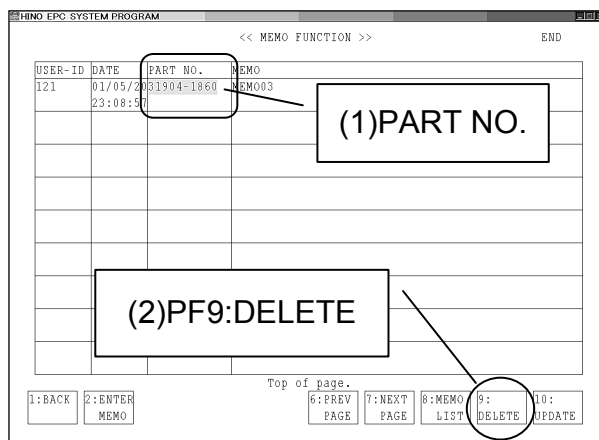 HINO EPC SYSTEM PROGRAM
<< MEMO FUNCTION >> END
USER-ID DATE PART NO. MEMO
121 01/05/2031904-1860 MEMO03
23:08:57
(1)PART NO.
(2)PF9:DELETE
Top of page.
1:BACK 2:ENTER 6:PREV 7:NEXT 8:MEMO 9: 10:
MEMO PAGE PAGE LIST DELETE UPDATE